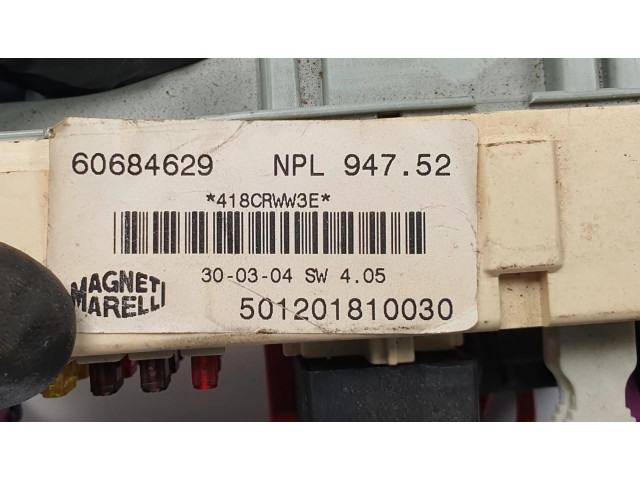 60684629 NPL 947.52
*418CRWW3E*
30-03-04 SW 4.05
MAGNETI
MARELLI
501201810030